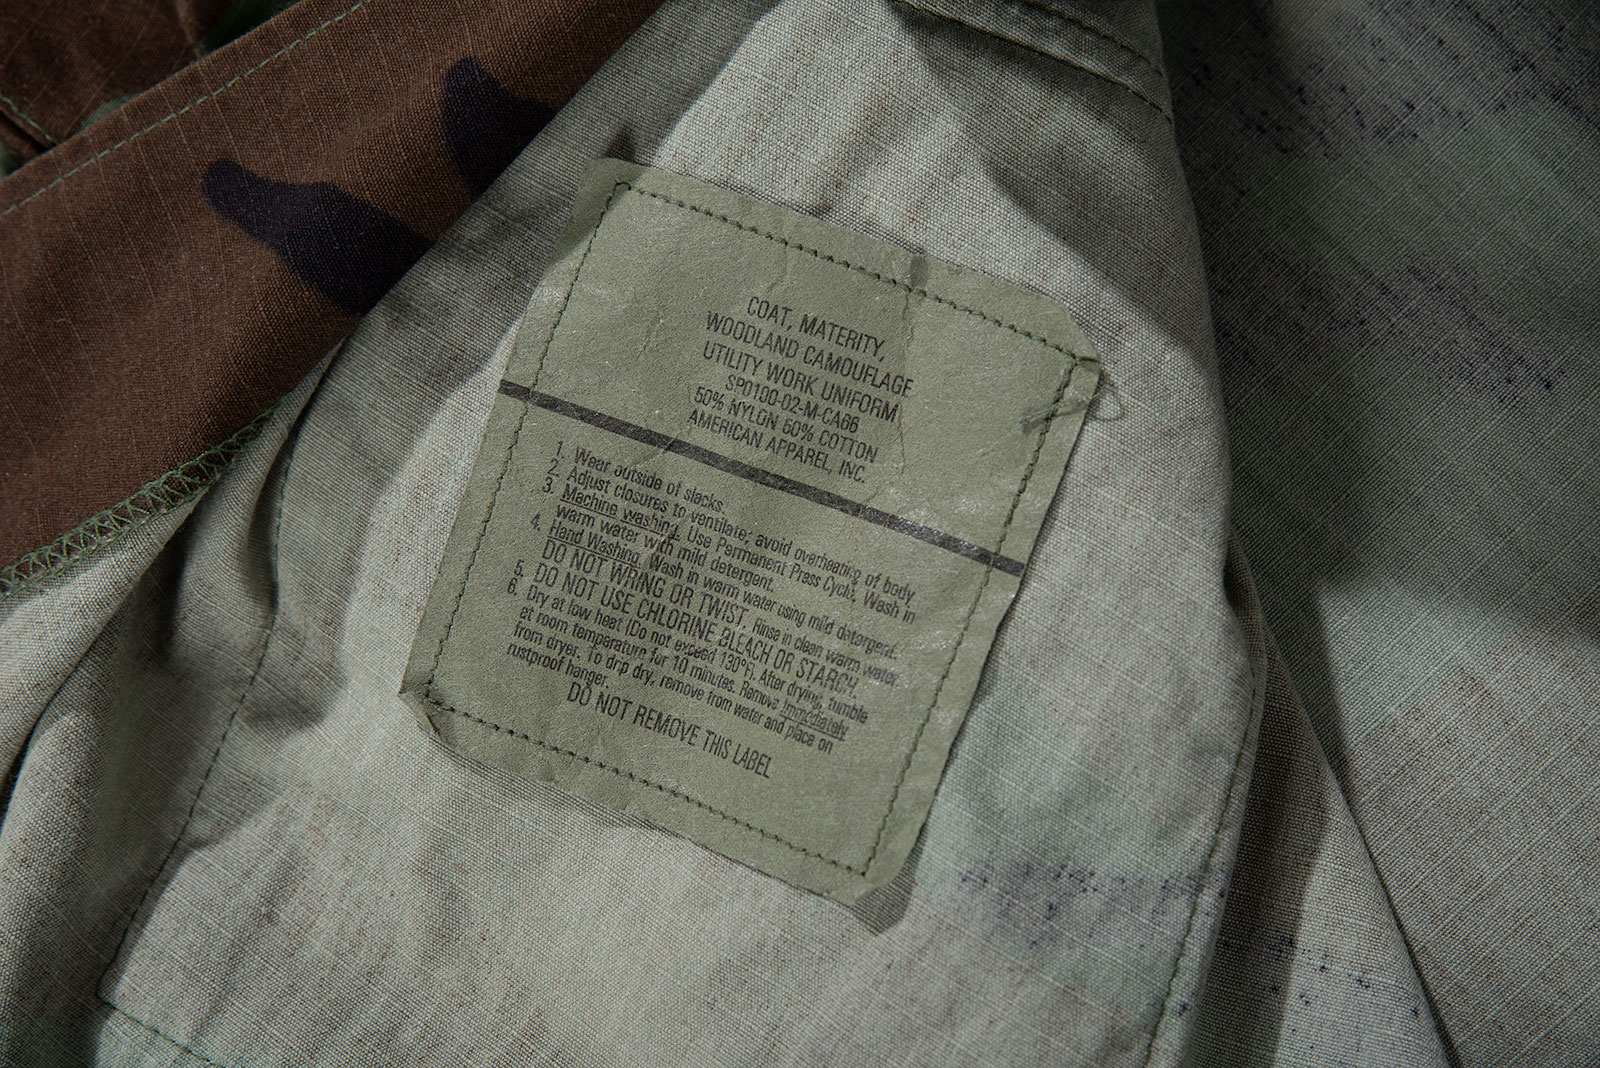 COAT, MATERITY,
WOODLAND CAMOUFLAGE
UTILITY WORK UNIFORM
SP0100-02-M-CA66
50% NYLON 50% COTTON
AMERICAN APPAREL, INC.
1. Wear outside of slacks.
2. Adjust closures to ventilate; avoid overheating of body
3. Machine washing. Use Permanent Press Cycle. Wash in
warm water with mild detergent.
4. Hand Washing. Wash in warm water using mild detergent.
DO NOT WRING OR TWIST. Rinse in clean warm water
5. DO NOT USE CHLORINE BLEACH OR STARCH.
6. Dry at low heat (Do not exceed 130°F). After drying, tumble
at room temperature for 10 minutes. Remove immediately
from dryer. To drip dry, remove from water and place on
rustproof hanger.
DO NOT REMOVE THIS LABEL